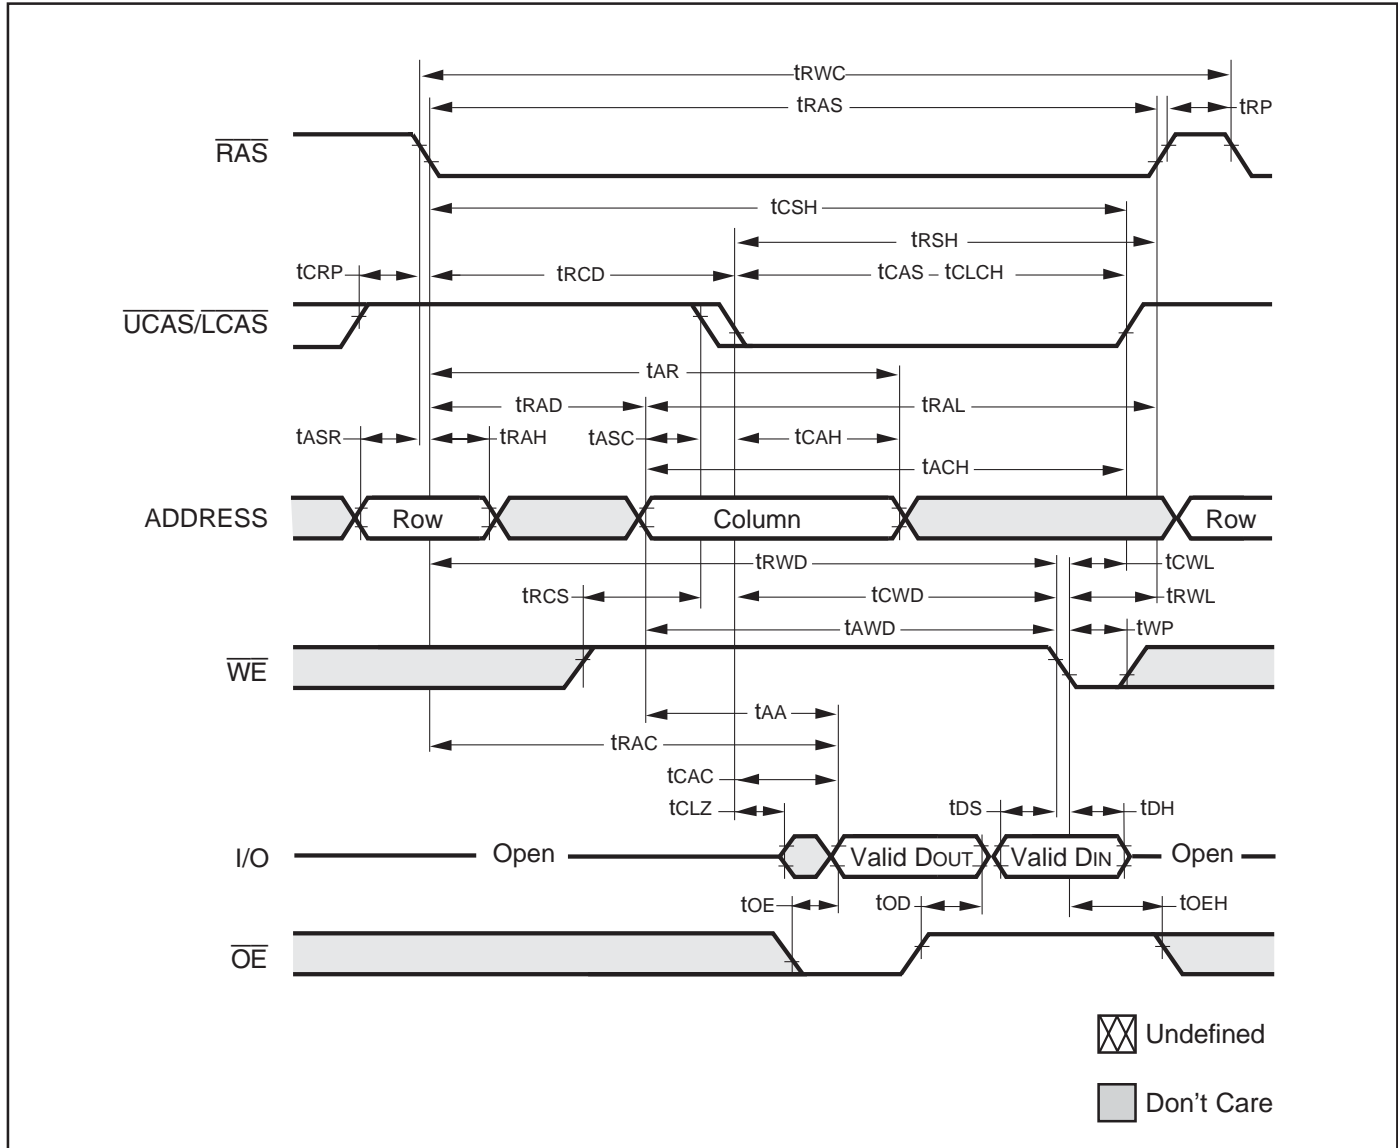 tRWC
tRAS
tRP
RAS
tCSH
tRSH
tCRP
tRCD
tCAS – tCLCH
UCAS/LCAS
tAR
tRAD
tRAL
tASR
tRAH
tASC
tCAH
tACH
ADDRESS
Row
Column
Row
tRWD
tCWL
tRCS
tCWD
tRWL
tAWD
tWP
WE
tAA
tRAC
tCAC
tCLZ
tDS
tDH
I/O
Open
Valid DOUT
Valid DIN
Open
tOE
tOD
tOEH
OE
Undefined
Don't Care